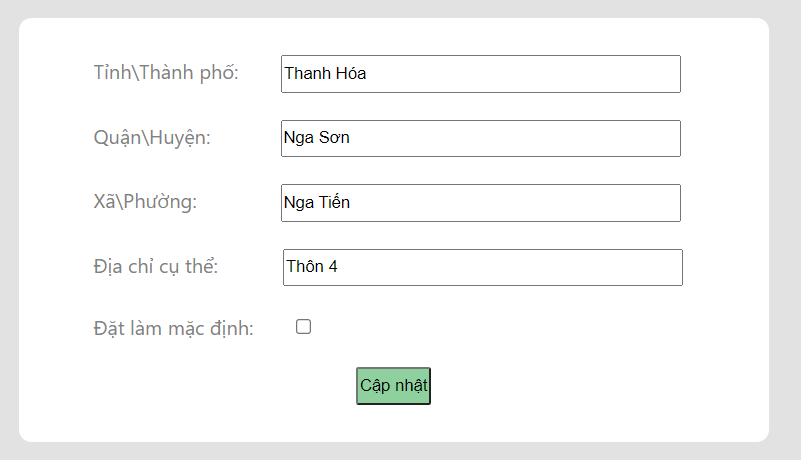 Tỉnh\Thành phố: Thanh Hóa
Quận\Huyện: Nga Sơn
Xã\Phường: Nga Tiến
Địa chỉ cụ thể: Thôn 4
Đặt làm mặc định:
Cập nhật